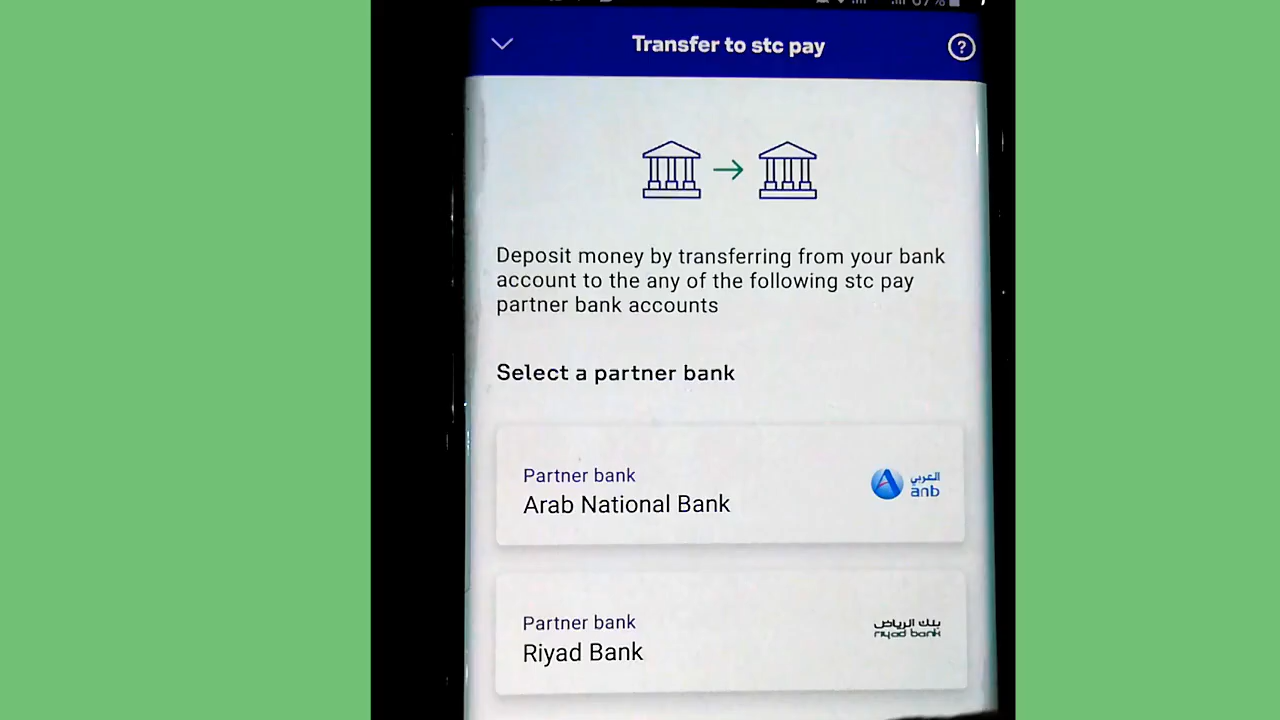 Transfer to stc pay
?
Deposit money by transferring from your bank
account to the any of the following stc pay
partner bank accounts
Select a partner bank
Partner bank
Arab National Bank
العربي
anb
Partner bank
Riyad Bank
بنك الرياض
riyad bank